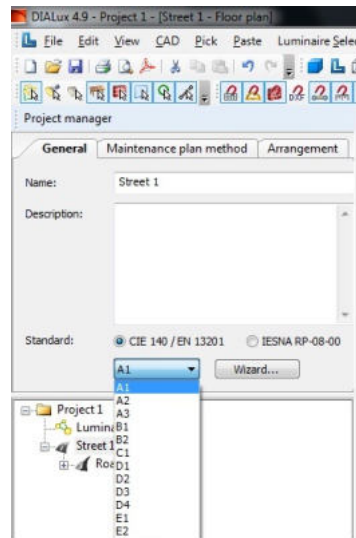 DIALux 4.9 - Project 1 - [Street 1 - Floor plan]
File Edit View CAD Pick Paste Luminaire Sele
Project manager
General Maintenance plan method Arrangement
Name: Street 1
Description:
Standard: CIE 140 / EN 13201 IESNA RP-08-00
A1 Wizard...
A1
A2
A3
B1
B2
C1
D1
D2
D3
D4
E1
E2
Project 1
Lumina
Street 1
Roa